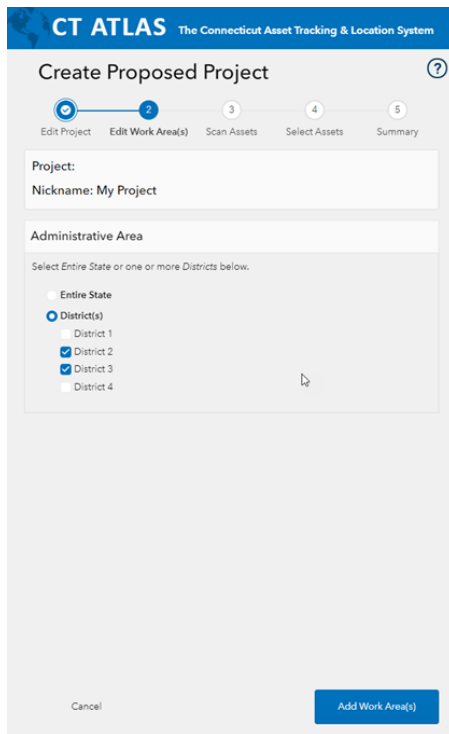 CT ATLAS The Connecticut Asset Tracking & Location System
Create Proposed Project
?
2 3 4 5
Edit Project Edit Work Area(s) Scan Assets Select Assets Summary
Project:
Nickname: My Project
Administrative Area
Select Entire State or one or more Districts below.
Entire State
District(s)
District 1
District 2
District 3
District 4
Cancel Add Work Area(s)